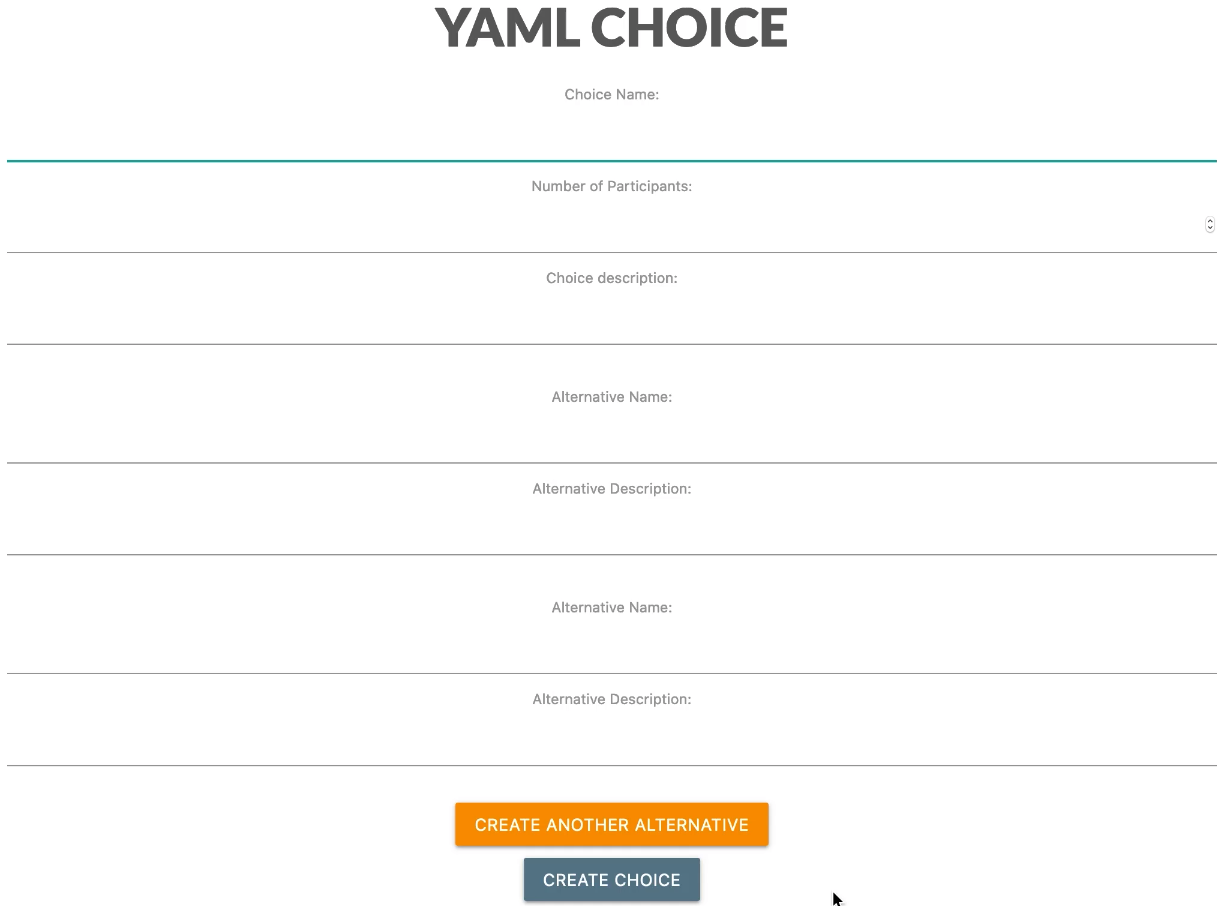 YAML CHOICE
Choice Name:
Number of Participants:
Choice description:
Alternative Name:
Alternative Description:
Alternative Name:
Alternative Description:
CREATE ANOTHER ALTERNATIVE
CREATE CHOICE